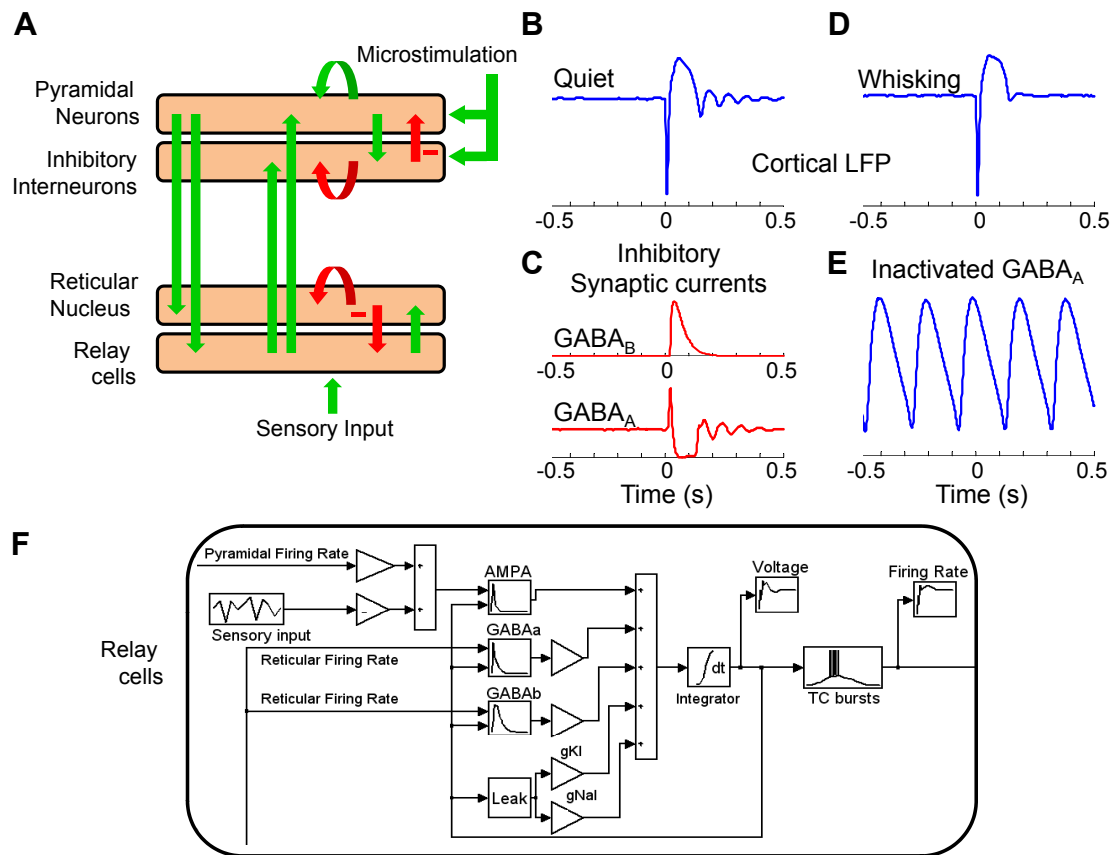 A
Microstimulation
Pyramidal
Neurons
Inhibitory
Interneurons
Reticular
Nucleus
Relay
cells
Sensory Input
B
Quiet
-0.5 0 0.5
D
Whisking
Cortical LFP
-0.5 0 0.5
C
Inhibitory
Synaptic currents
GABAB
-0.5 0 0.5
GABAA
-0.5 0 0.5
Time (s)
E
Inactivated GABAA
-0.5 0 0.5
Time (s)
F
Relay
cells
Pyramidal Firing Rate
Sensory input
Reticular Firing Rate
Reticular Firing Rate
AMPA
GABAa
GABAb
Leak
gKl
gNal
dt
Integrator
Voltage
TC bursts
Firing Rate